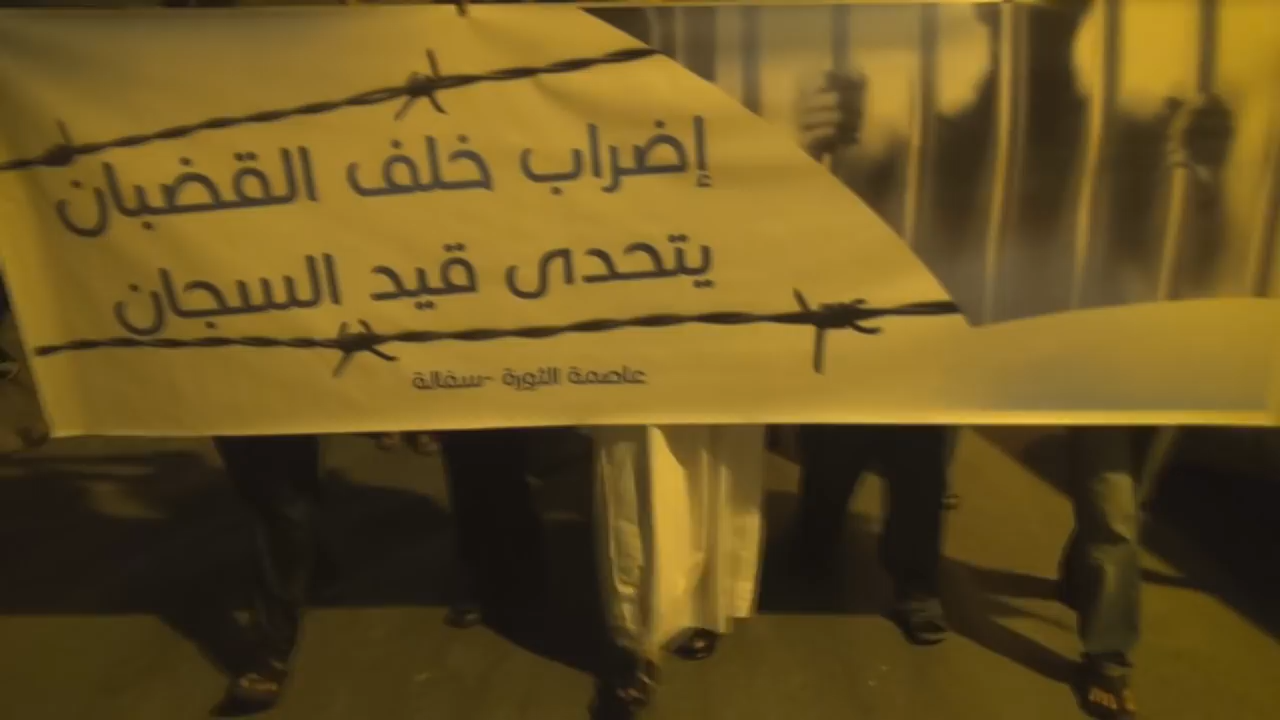 إضراب خلف القضبان
يتحدى قيد السجان
عاصمة الثورة -سفالة